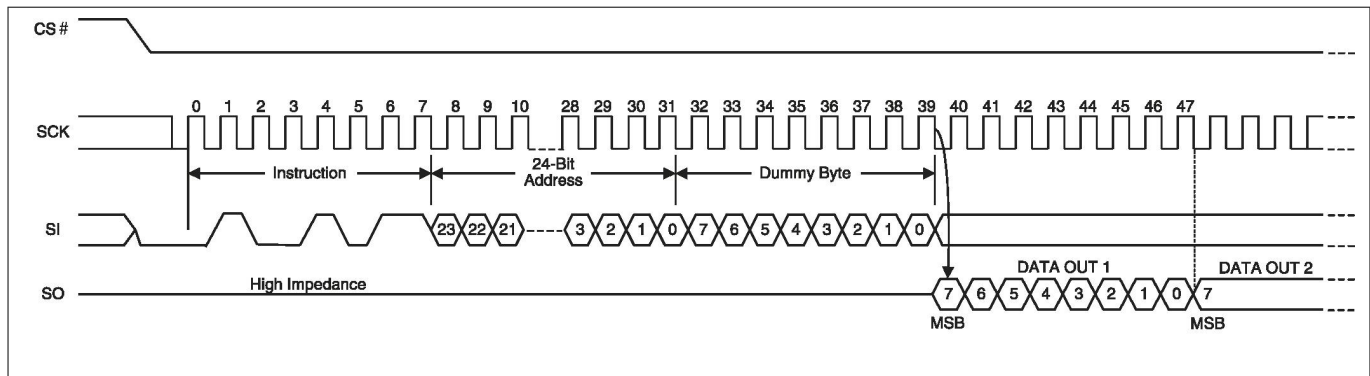 CS #
0 1 2 3 4 5 6 7 8 9 10 28 29 30 31 32 33 34 35 36 37 38 39 40 41 42 43 44 45 46 47
SCK
Instruction
24-Bit
Address
Dummy Byte
SI
23 22 21 3 2 1 0 7 6 5 4 3 2 1 0
DATA OUT 1
DATA OUT 2
High Impedance
SO
7 6 5 4 3 2 1 0 7
MSB
MSB